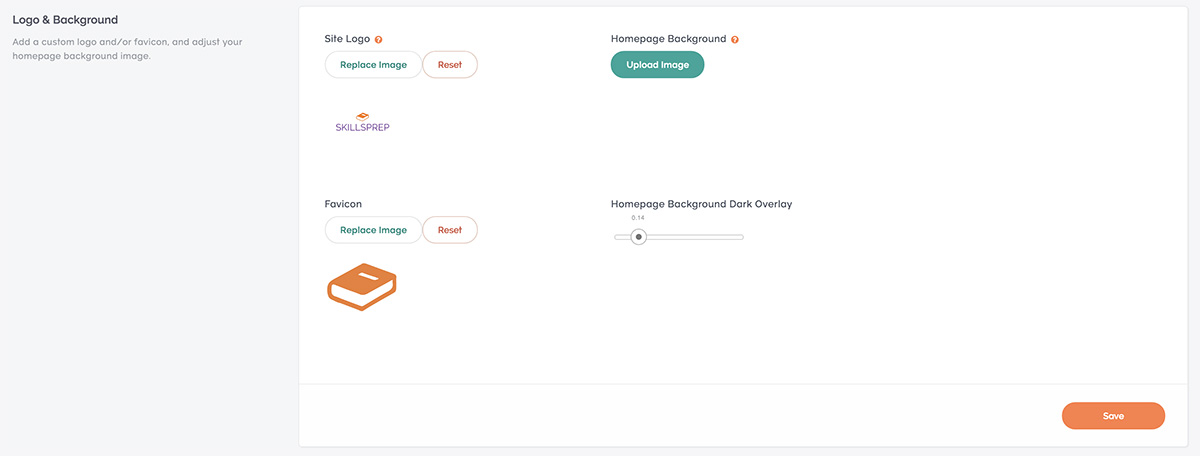 Logo & Background
Add a custom logo and/or favicon, and adjust your
homepage background image.
Site Logo ?
Replace Image
Reset
SKILLSPREP
Homepage Background ?
Upload Image
Favicon
Replace Image
Reset
Homepage Background Dark Overlay
0.14
Save